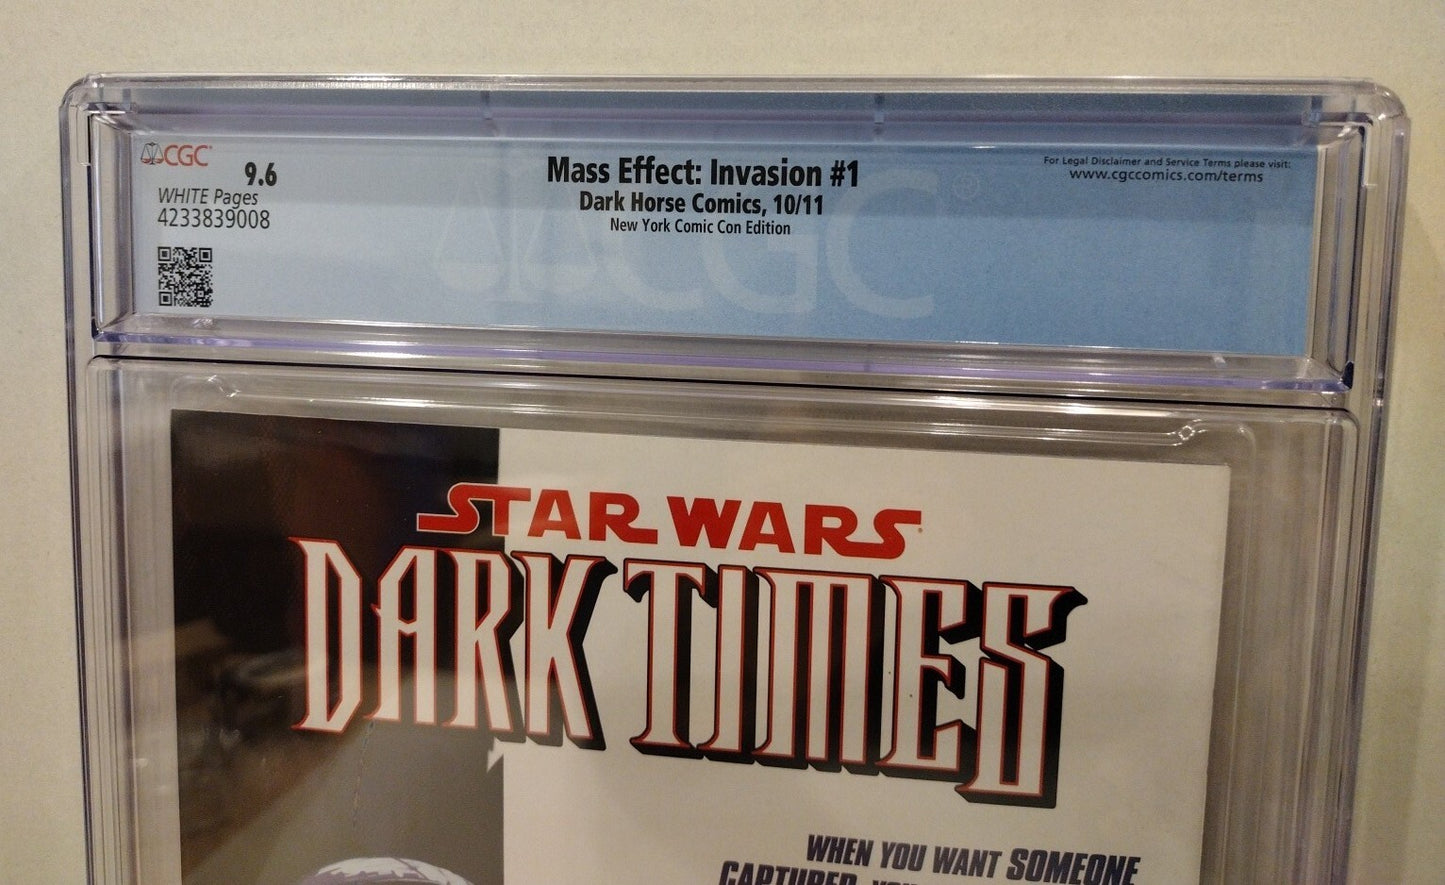 CGC
9.6
WHITE Pages
4233839008
Mass Effect: Invasion #1
Dark Horse Comics, 10/11
New York Comic Con Edition
For Legal Disclaimer and Service Terms please visit:
www.cgccomics.com/terms
CGC®
STAR WARS
DARK TIMES
WHEN YOU WANT SOMEONE
CAPTURED,